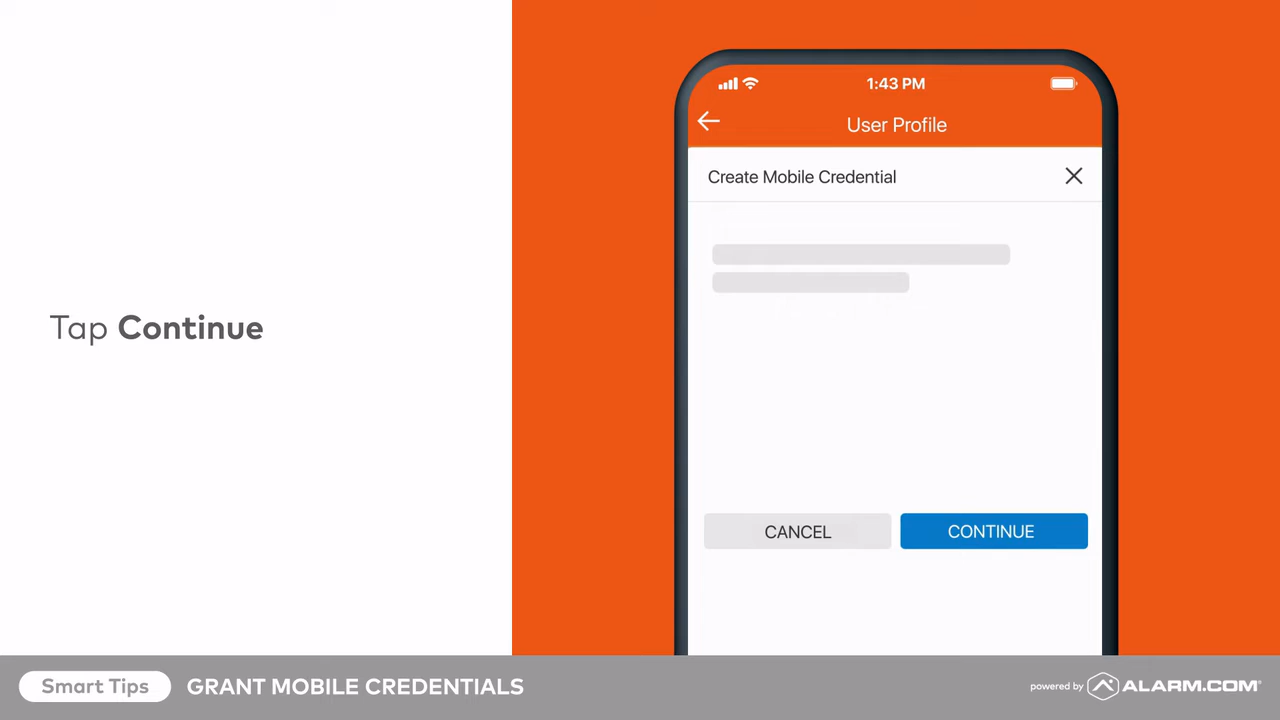 Tap Continue
1:43 PM
User Profile
Create Mobile Credential
CANCEL
CONTINUE
Smart Tips
GRANT MOBILE CREDENTIALS
powered by ALARM.COM®